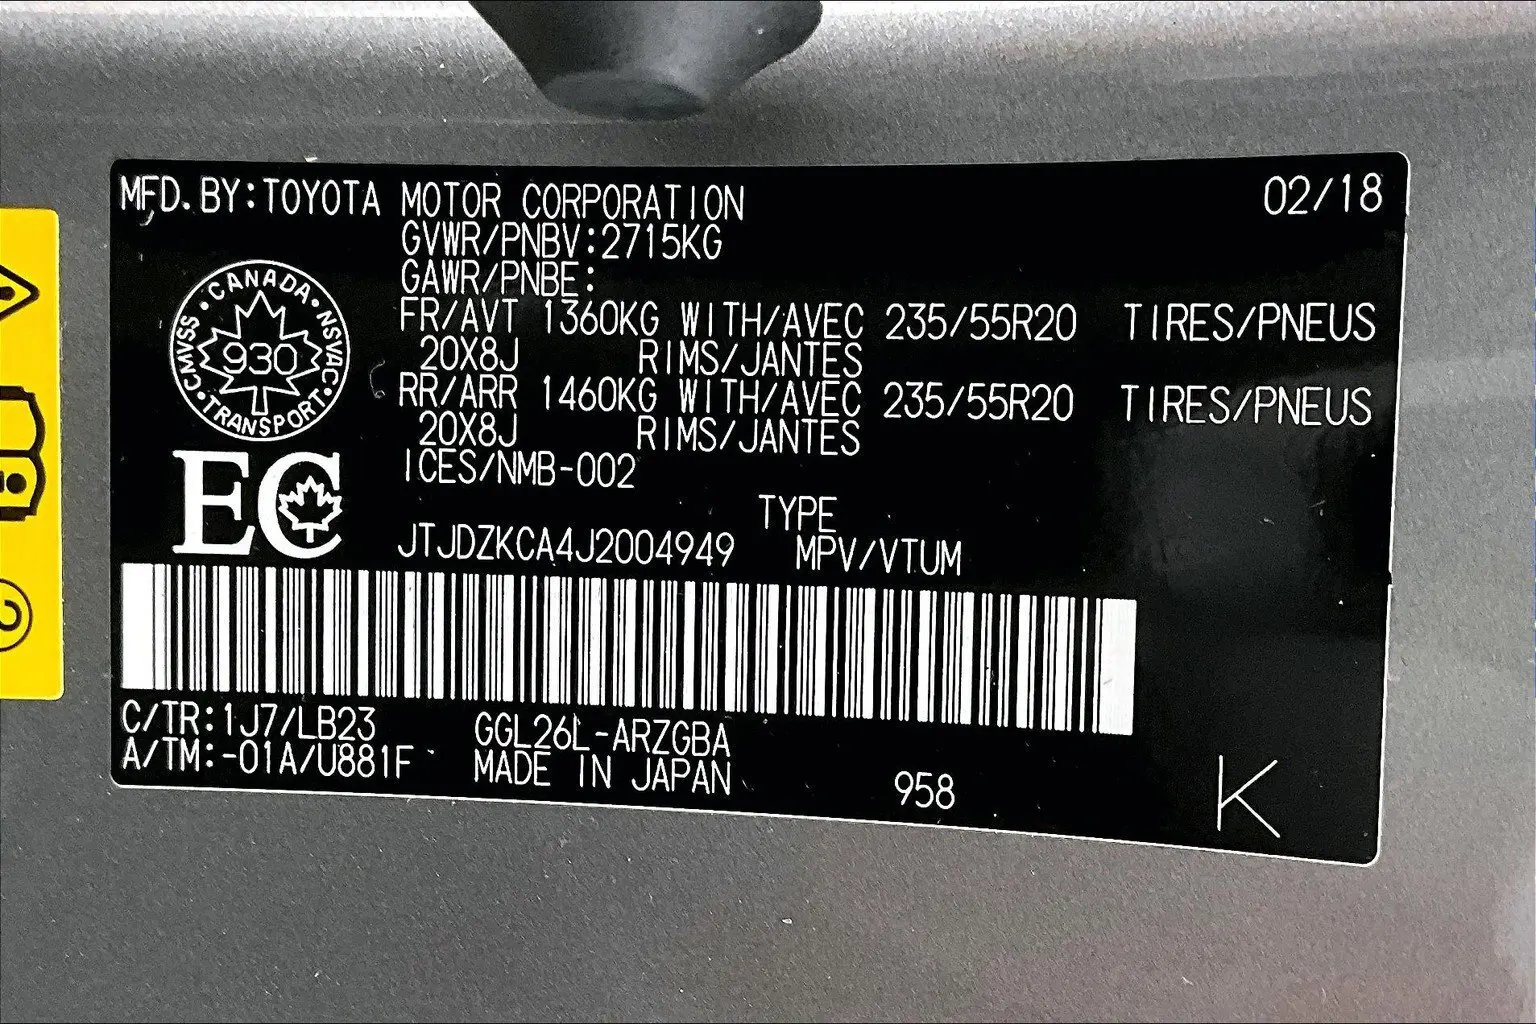 MFD. BY:TOYOTA MOTOR CORPORATION 02/18
GVWR/PNBV:2715KG
GAWR/PNBE:
FR/AVT 1360KG WITH/AVEC 235/55R20 TIRES/PNEUS
20X8J RIMS/JANTES
RR/ARR 1460KG WITH/AVEC 235/55R20 TIRES/PNEUS
20X8J RIMS/JANTES
ICES/NMB-002
CANADA · NSVAC · TRANSPORT · CMVSS ·
930
EC
TYPE
JTJDZKCA4J2004949 MPV/VTUM
C/TR:1J7/LB23 GGL26L-ARZGBA
A/TM:-01A/U881F MADE IN JAPAN
958
K
C